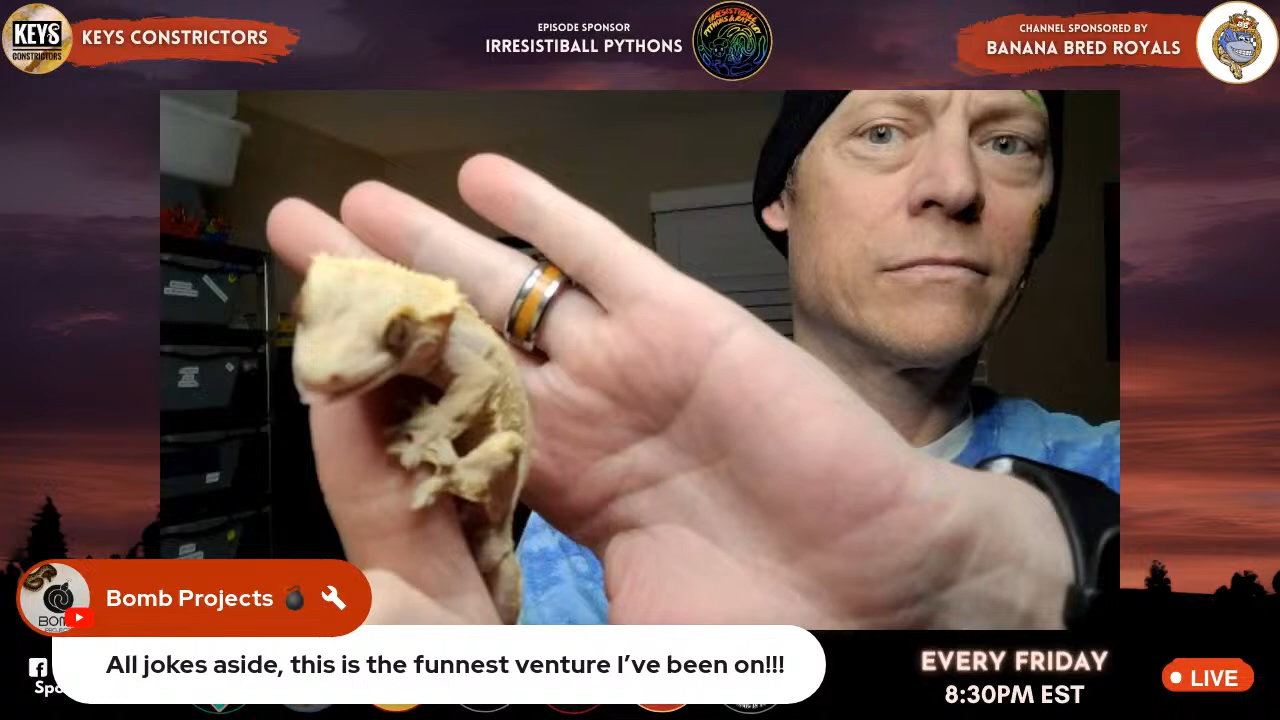 KEYS
CONSTRICTORS
KEYS CONSTRICTORS
EPISODE SPONSOR
IRRESISTIBALL PYTHONS
CHANNEL SPONSORED BY
BANANA BRED ROYALS
Bomb Projects
All jokes aside, this is the funnest venture I've been on!!!
Spo
EVERY FRIDAY
8:30PM EST
LIVE